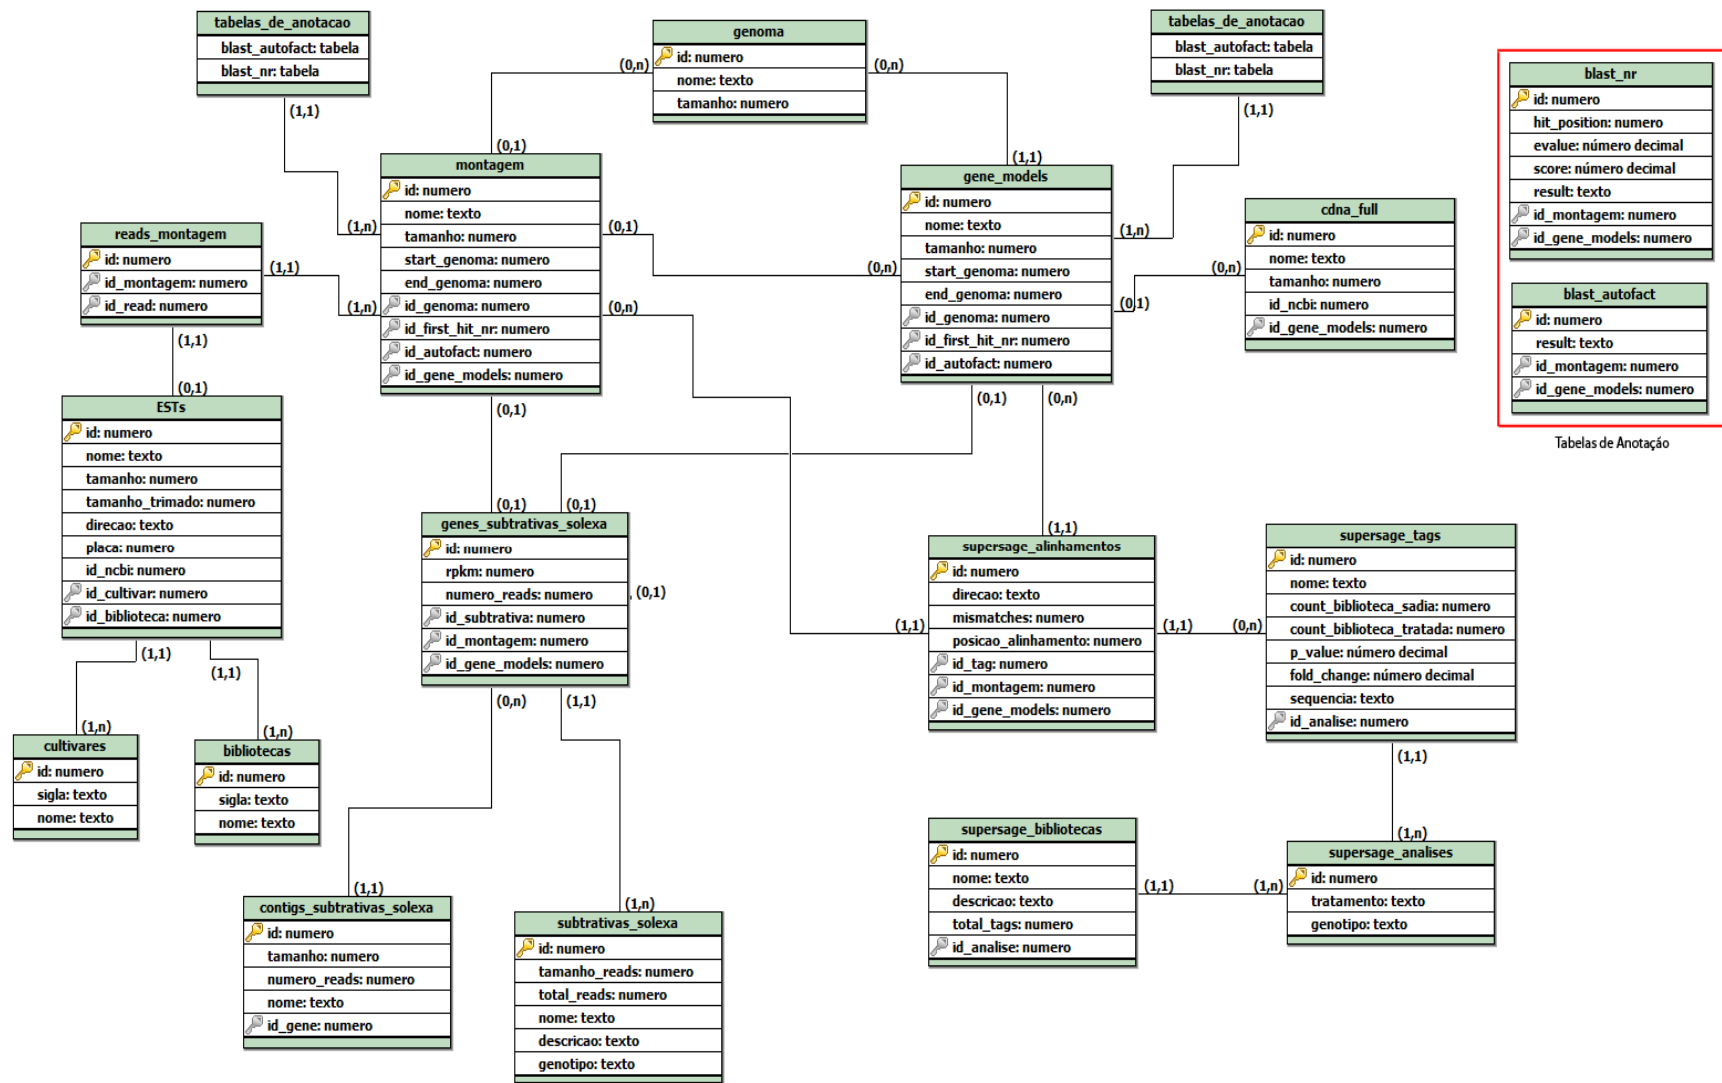 tabelas_de_anotacao
blast_autofact: tabela
blast_nr: tabela
(1,1)
genoma
id: numero
nome: texto
tamanho: numero
(0,n)
(0,n)
tabelas_de_anotacao
blast_autofact: tabela
blast_nr: tabela
(1,1)
blast_nr
id: numero
hit_position: numero
evalue: número decimal
score: número decimal
result: texto
id_montagem: numero
id_gene_models: numero
blast_autofact
id: numero
result: texto
id_montagem: numero
id_gene_models: numero
Tabelas de Anotação
(0,1)
montagem
id: numero
nome: texto
tamanho: numero
start_genoma: numero
end_genoma: numero
id_genoma: numero
id_first_hit_nr: numero
id_autofact: numero
id_gene_models: numero
(1,n)
(1,n)
(0,1)
(0,n)
(0,1)
(1,1)
gene_models
id: numero
nome: texto
tamanho: numero
start_genoma: numero
end_genoma: numero
id_genoma: numero
id_first_hit_nr: numero
id_autofact: numero
(0,n)
(1,n)
(0,1)
(0,1)
(0,n)
(0,n)
cdna_full
id: numero
nome: texto
tamanho: numero
id_ncbi: numero
id_gene_models: numero
reads_montagem
id: numero
id_montagem: numero
id_read: numero
(1,1)
(1,1)
(0,1)
ESTs
id: numero
nome: texto
tamanho: numero
tamanho_trimado: numero
direcao: texto
placa: numero
id_ncbi: numero
id_cultivar: numero
id_biblioteca: numero
(1,1)
(1,1)
(1,n)
cultivares
id: numero
sigla: texto
nome: texto
(1,n)
bibliotecas
id: numero
sigla: texto
nome: texto
(0,1)
(0,1)
genes_subtrativas_solexa
id: numero
rpkm: numero
numero_reads: numero
id_subtrativa: numero
id_montagem: numero
id_gene_models: numero
(0,1)
(0,n)
(1,1)
(1,1)
contigs_subtrativas_solexa
id: numero
tamanho: numero
numero_reads: numero
nome: texto
id_gene: numero
(1,n)
subtrativas_solexa
id: numero
tamanho_reads: numero
total_reads: numero
nome: texto
descricao: texto
genotipo: texto
(1,1)
supersage_alinhamentos
id: numero
direcao: texto
mismatches: numero
posicao_alinhamento: numero
id_tag: numero
id_montagem: numero
id_gene_models: numero
(1,1)
(1,1)
(0,n)
supersage_tags
id: numero
nome: texto
count_biblioteca_sadia: numero
count_biblioteca_tratada: numero
p_value: número decimal
fold_change: número decimal
sequencia: texto
id_analise: numero
(1,1)
(1,n)
supersage_analises
id: numero
tratamento: texto
genotipo: texto
(1,n)
(1,1)
supersage_bibliotecas
id: numero
nome: texto
descricao: texto
total_tags: numero
id_analise: numero